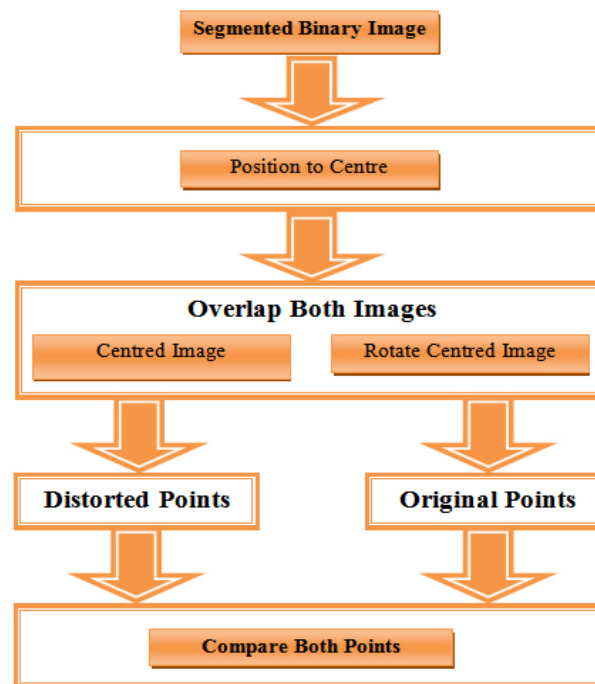 Segmented Binary Image
Position to Centre
Overlap Both Images
Centred Image
Rotate Centred Image
Distorted Points
Original Points
Compare Both Points